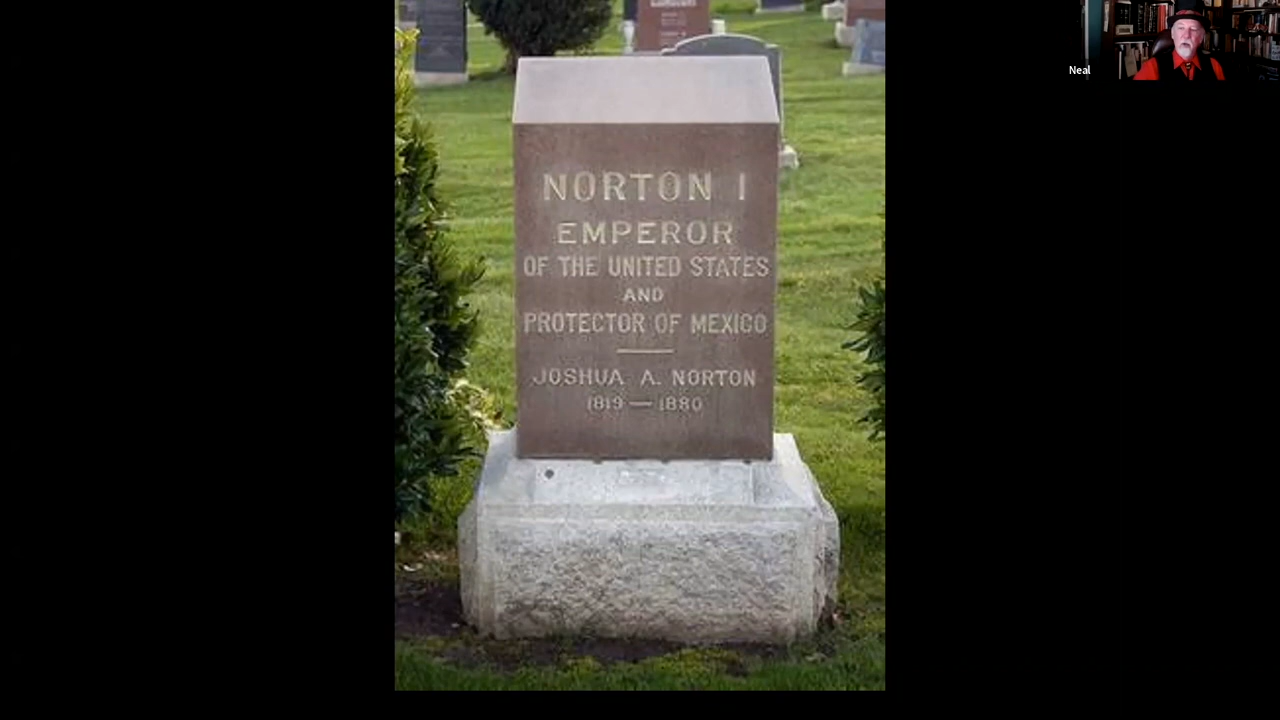 NORTON I
EMPEROR
OF THE UNITED STATES
AND
PROTECTOR OF MEXICO
JOSHUA A. NORTON
1819 — 1880
Neal